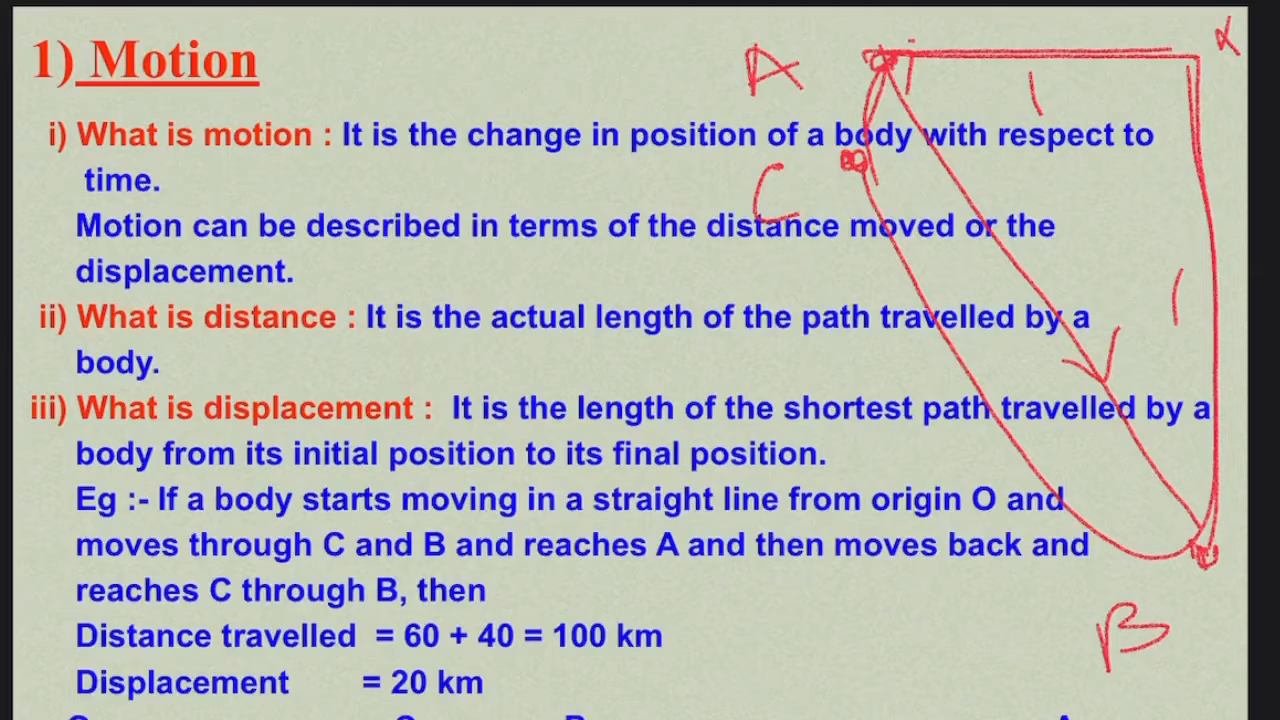 1) Motion
A
i) What is motion : It is the change in position of a body with respect to
time.
C
Motion can be described in terms of the distance moved or the
displacement.
ii) What is distance : It is the actual length of the path travelled by a
body.
iii) What is displacement : It is the length of the shortest path travelled by a
body from its initial position to its final position.
Eg :- If a body starts moving in a straight line from origin O and
moves through C and B and reaches A and then moves back and
reaches C through B, then
Distance travelled = 60 + 40 = 100 km
B
Displacement = 20 km